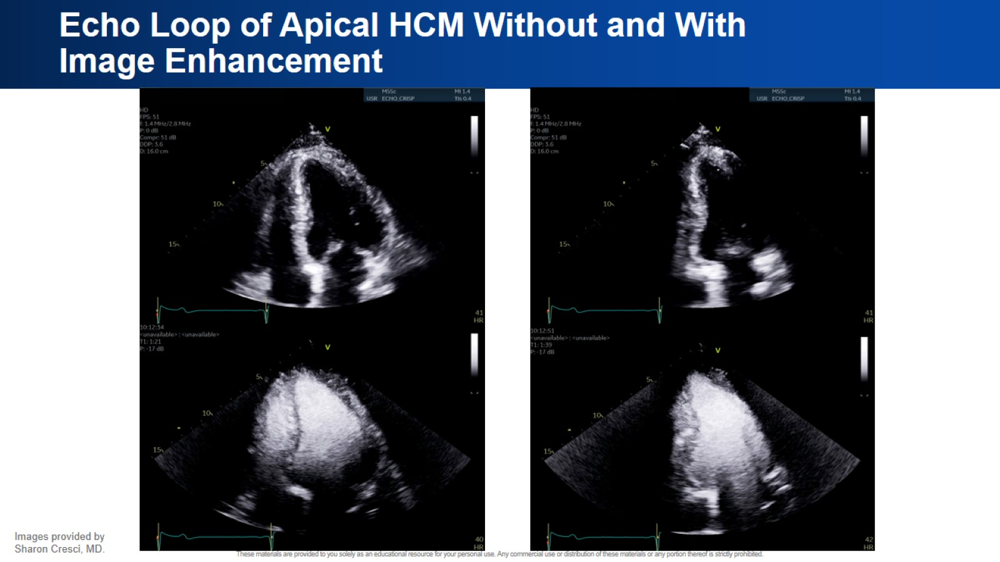 Echo Loop of Apical HCM Without and With
Image Enhancement
MSSc MI 1.4
USR ECHO_CRISP TIs 0.4
HD
FPS: 51
f: 1.4 MHz/2.8 MHz
P: 0 dB
Compr: 51 dB
DDP: 3.6
D: 16.0 cm
V
5
10
15
41
HR
MSSc MI 1.4
USR ECHO_CRISP TIs 0.4
HD
FPS: 51
f: 1.4 MHz/2.8 MHz
P: 0 dB
Compr: 51 dB
DDP: 3.6
D: 16.0 cm
V
5
10
15
41
HR
10:12:34
<unavailable> : <unavailable>
T1: 1:21
P: -17 dB
V
5
10
15
40
HR
10:12:51
<unavailable> : <unavailable>
T1: 1:39
P: -17 dB
V
5
10
15
42
HR
Images provided by
Sharon Cresci, MD.
These materials are provided to you solely as an educational resource for your personal use. Any commercial use or distribution of these materials or any portion thereof is strictly prohibited.